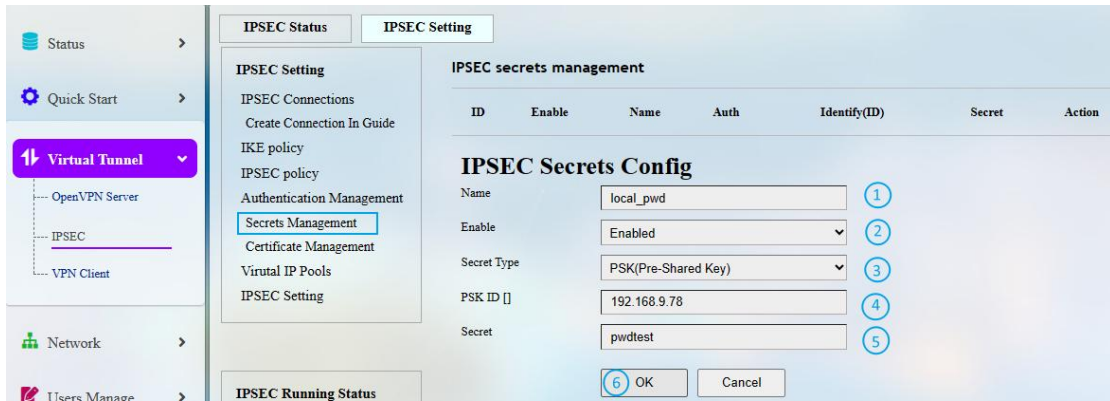 Status
Quick Start
Virtual Tunnel
OpenVPN Server
IPSEC
VPN Client
Network
Users Manage
IPSEC Status
IPSEC Setting
IPSEC Setting
IPSEC Connections
Create Connection In Guide
IKE policy
IPSEC policy
Authentication Management
Secrets Management
Certificate Management
Virutal IP Pools
IPSEC Setting
IPSEC Running Status
IPSEC secrets management
ID Enable Name Auth Identify(ID) Secret Action
IPSEC Secrets Config
Name local_pwd 1
Enable Enabled 2
Secret Type PSK(Pre-Shared Key) 3
PSK ID [] 192.168.9.78 4
Secret pwdtest 5
6 OK Cancel